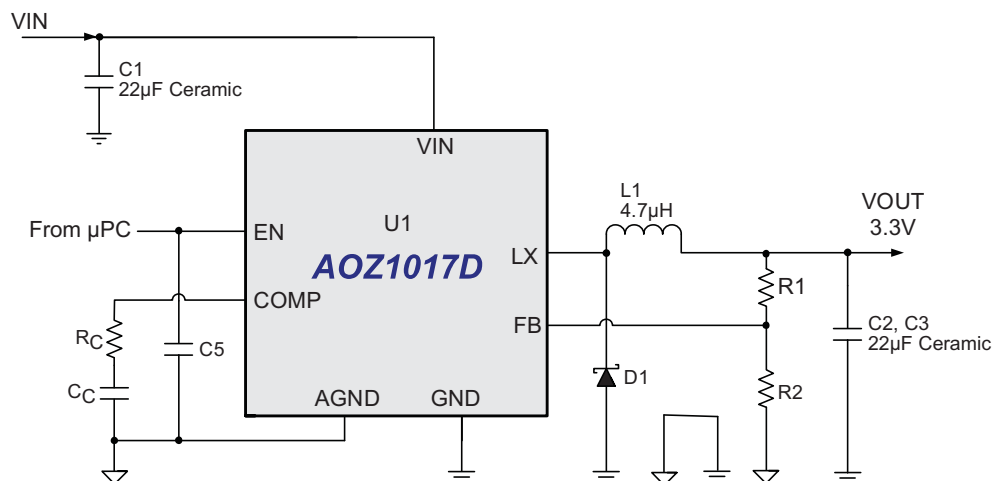 VIN
C1
22µF Ceramic
VIN
From µPC
EN
U1
AOZ1017D
LX
L1
4.7µH
VOUT
3.3V
COMP
FB
R1
RC
CC
C5
C2, C3
22µF Ceramic
D1
R2
AGND
GND